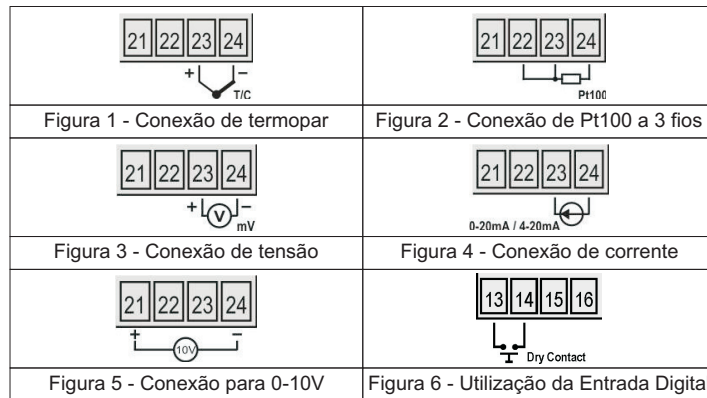 21 22 23 24
+ −
T/C
Figura 1 - Conexão de termopar
21 22 23 24
Pt100
Figura 2 - Conexão de Pt100 a 3 fios
21 22 23 24
+ V −
mV
Figura 3 - Conexão de tensão
21 22 23 24
0-20mA / 4-20mA
Figura 4 - Conexão de corrente
21 22 23 24
+ −
10V
Figura 5 - Conexão para 0-10V
13 14 15 16
Dry Contact
Figura 6 - Utilização da Entrada Digital